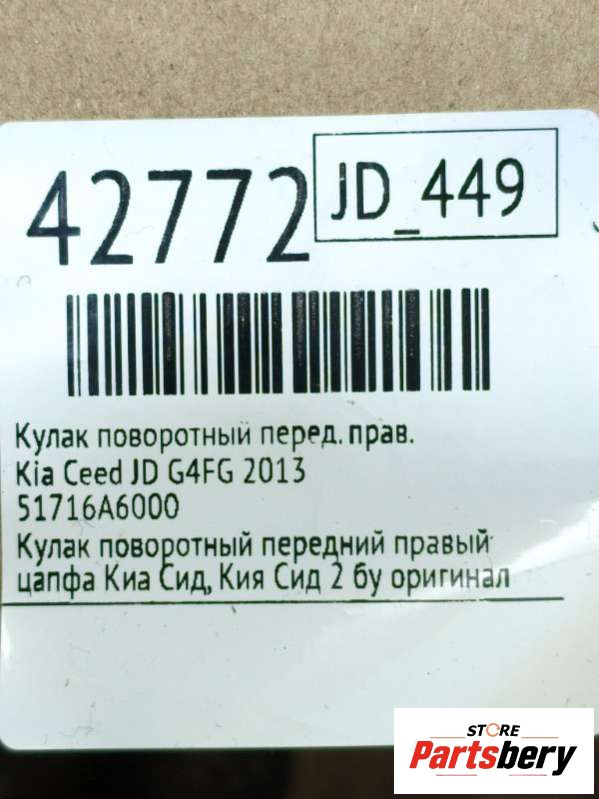 42772
JD_449
Кулак поворотный перед. прав.
Kia Ceed JD G4FG 2013
51716A6000
Кулак поворотный передний правый
цапфа Киа Сид, Кия Сид 2 бу оригинал
STORE
Partsbery